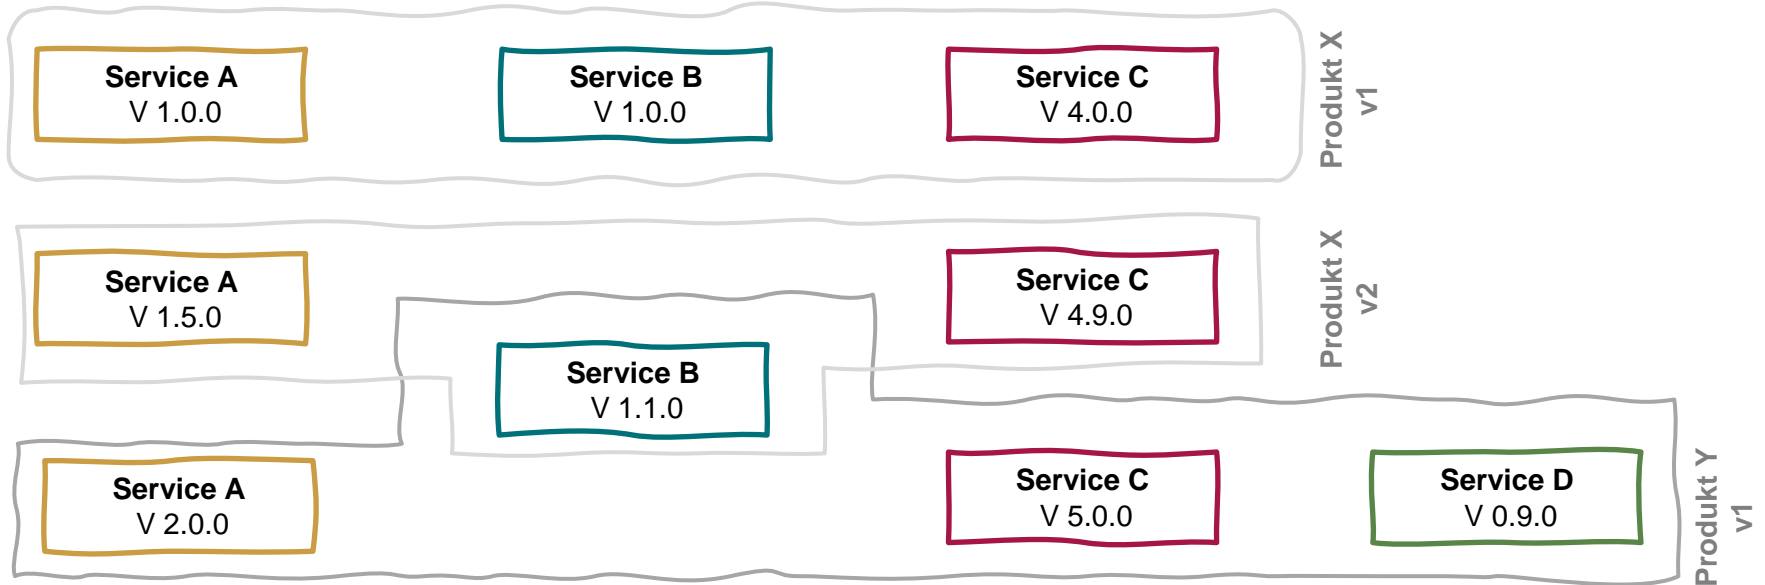 Service A
V 1.0.0
Service B
V 1.0.0
Service C
V 4.0.0
Produkt X
v1
Service A
V 1.5.0
Service B
V 1.1.0
Service C
V 4.9.0
Produkt X
v2
Service A
V 2.0.0
Service C
V 5.0.0
Service D
V 0.9.0
Produkt Y
v1